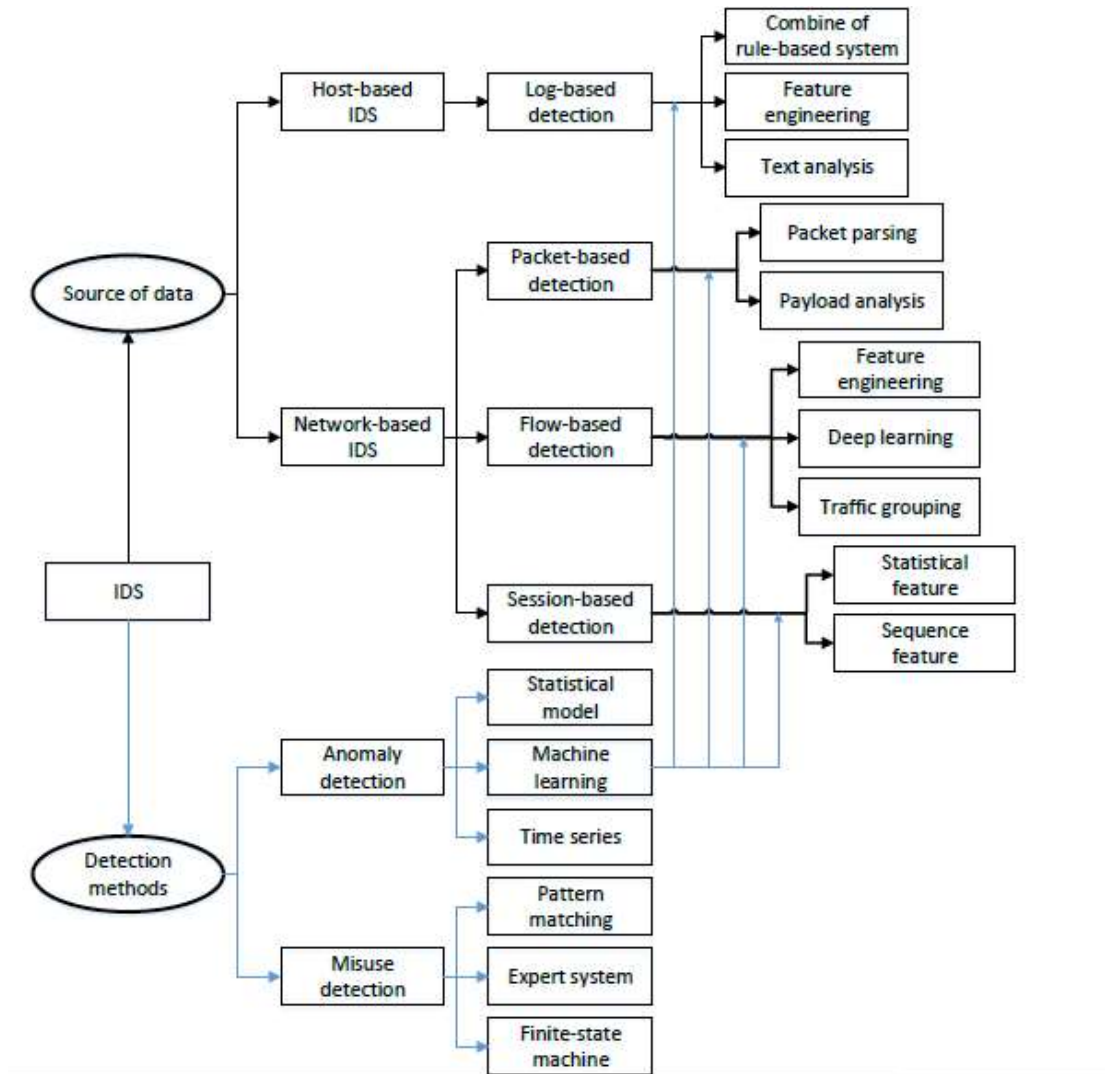 Combine of
rule-based system
Host-based
IDS
Log-based
detection
Feature
engineering
Text analysis
Packet parsing
Packet-based
detection
Source of data
Payload analysis
Feature
engineering
Network-based
IDS
Flow-based
detection
Deep learning
Traffic grouping
IDS
Session-based
detection
Statistical
feature
Sequence
feature
Statistical
model
Anomaly
detection
Machine
learning
Time series
Detection
methods
Pattern
matching
Misuse
detection
Expert system
Finite-state
machine